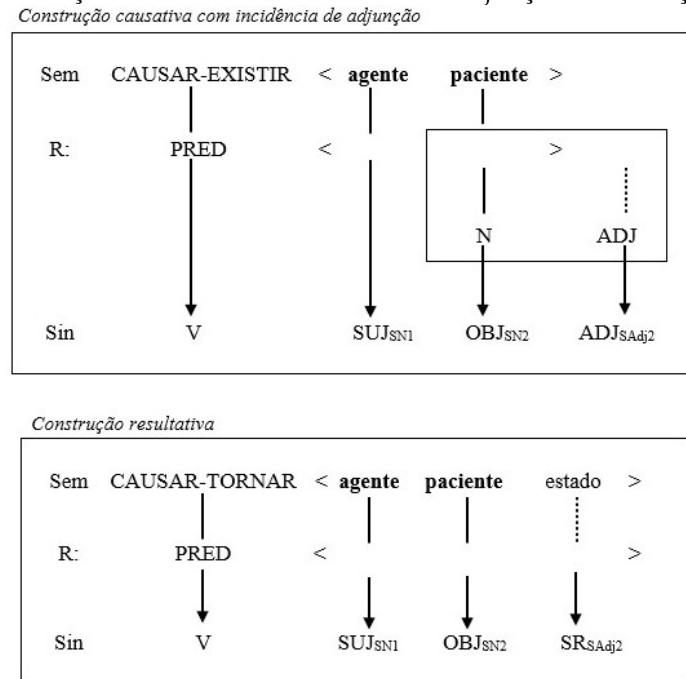 Construção causativa com incidência de adjunção
Sem CAUSAR-EXISTIR < agente paciente >
R: PRED < >
N ADJ
Sin V SUJSN1 OBJSN2 ADJSAdj2
Construção resultativa
Sem CAUSAR-TORNAR < agente paciente estado >
R: PRED < >
Sin V SUJSN1 OBJSN2 SRSAdj2